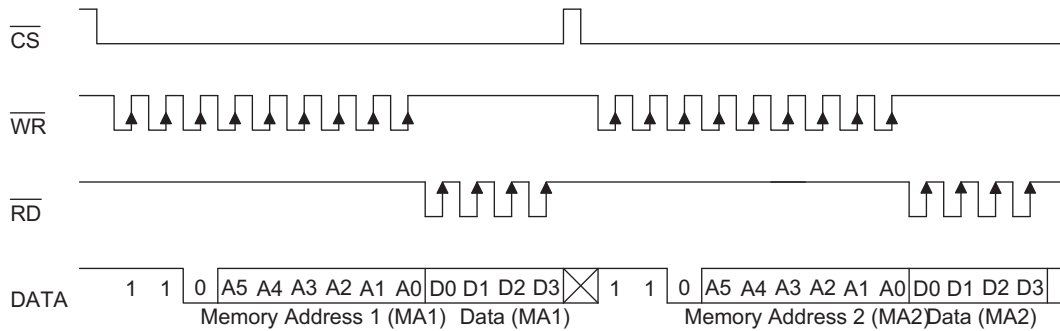 CS
WR
RD
DATA 1 1 0 A5 A4 A3 A2 A1 A0 D0 D1 D2 D3 1 1 0 A5 A4 A3 A2 A1 A0 D0 D1 D2 D3
Memory Address 1 (MA1) Data (MA1) Memory Address 2 (MA2) Data (MA2)